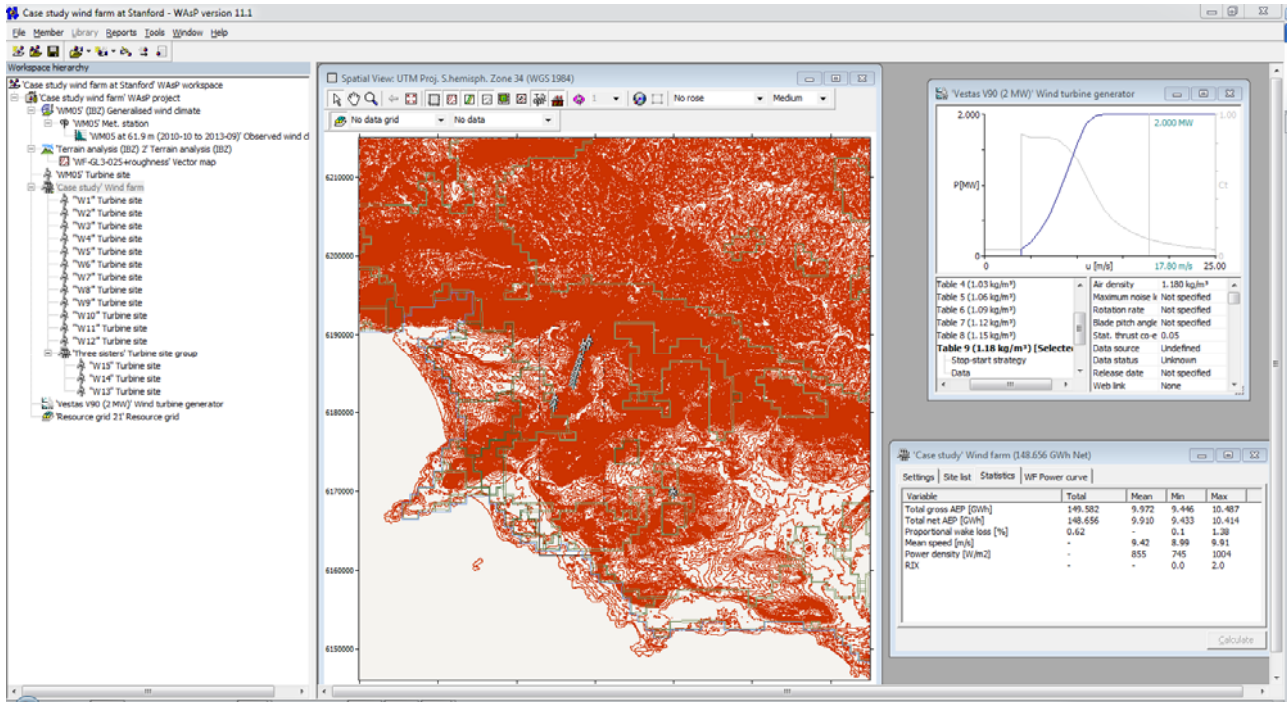 Case study wind farm at Stanford - WAsP version 11.1
File Member Library Reports Tools Window Help
Workspace hierarchy
'Case study wind farm at Stanford' WAsP workspace
'Case study wind farm' WAsP project
'WM05' (IBZ) Generalised wind climate
'WM05' Met. station
'WM05 at 61.9 m (2010-10 to 2013-09)' Observed wind cl
'Terrain analysis (IBZ) 2' Terrain analysis (IBZ)
'WF-GL3-025+roughness' Vector map
'WM05' Turbine site
'Case study' Wind farm
'"W1" Turbine site
'"W2" Turbine site
'"W3" Turbine site
'"W4" Turbine site
'"W5" Turbine site
'"W6" Turbine site
'"W7" Turbine site
'"W8" Turbine site
'"W9" Turbine site
'"W10" Turbine site
'"W11" Turbine site
'"W12" Turbine site
'Three sisters' Turbine site group
'"W15" Turbine site
'"W14" Turbine site
'"W13" Turbine site
'Vestas V90 (2 MW)' Wind turbine generator
'Resource grid 21' Resource grid
Spatial View: UTM Proj. S.hemisph. Zone 34 (WGS 1984)
1 No rose Medium
No data grid No data
6210000
6200000
6190000
6180000
6170000
6160000
6150000
'Vestas V90 (2 MW)' Wind turbine generator
2.000 2.000 MW 1.00
P[MW] Ct
0 0
0 u [m/s] 17.80 m/s 25.00
Table 4 (1.03 kg/m³)
Table 5 (1.06 kg/m³)
Table 6 (1.09 kg/m³)
Table 7 (1.12 kg/m³)
Table 8 (1.15 kg/m³)
Table 9 (1.18 kg/m³) [Selecte
Stop-start strategy
Data
Air density 1.180 kg/m³
Maximum noise l Not specified
Rotation rate Not specified
Blade pitch angle Not specified
Stat. thrust co-e 0.05
Data source Undefined
Data status Unknown
Release date Not specified
Web link None
'Case study' Wind farm (148.656 GWh Net)
Settings Site list Statistics WF Power curve
Variable Total Mean Min Max
Total gross AEP [GWh] 149.582 9.972 9.446 10.487
Total net AEP [GWh] 148.656 9.910 9.433 10.414
Proportional wake loss [%] 0.62 - 0.1 1.38
Mean speed [m/s] - 9.42 8.99 9.91
Power density [W/m2] - 855 745 1004
RIX - - 0.0 2.0
Calculate